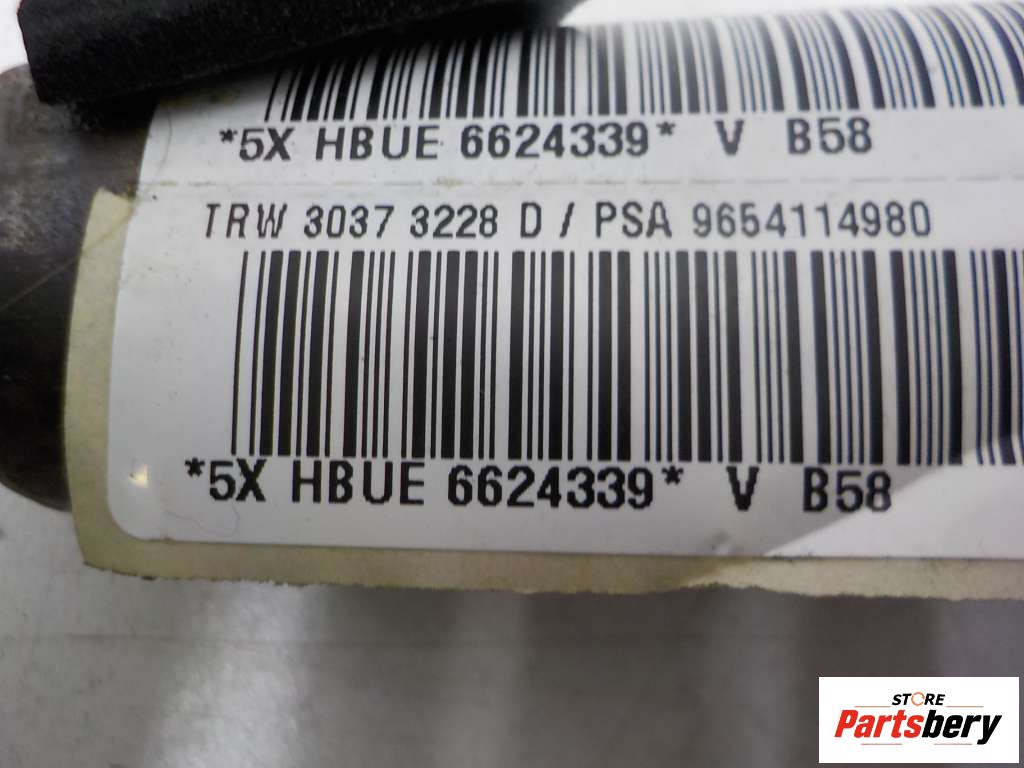 *5X HBUE 6624339* V B58
TRW 3037 3228 D / PSA 9654114980
*5X HBUE 6624339* V B58
STORE
Partsbery